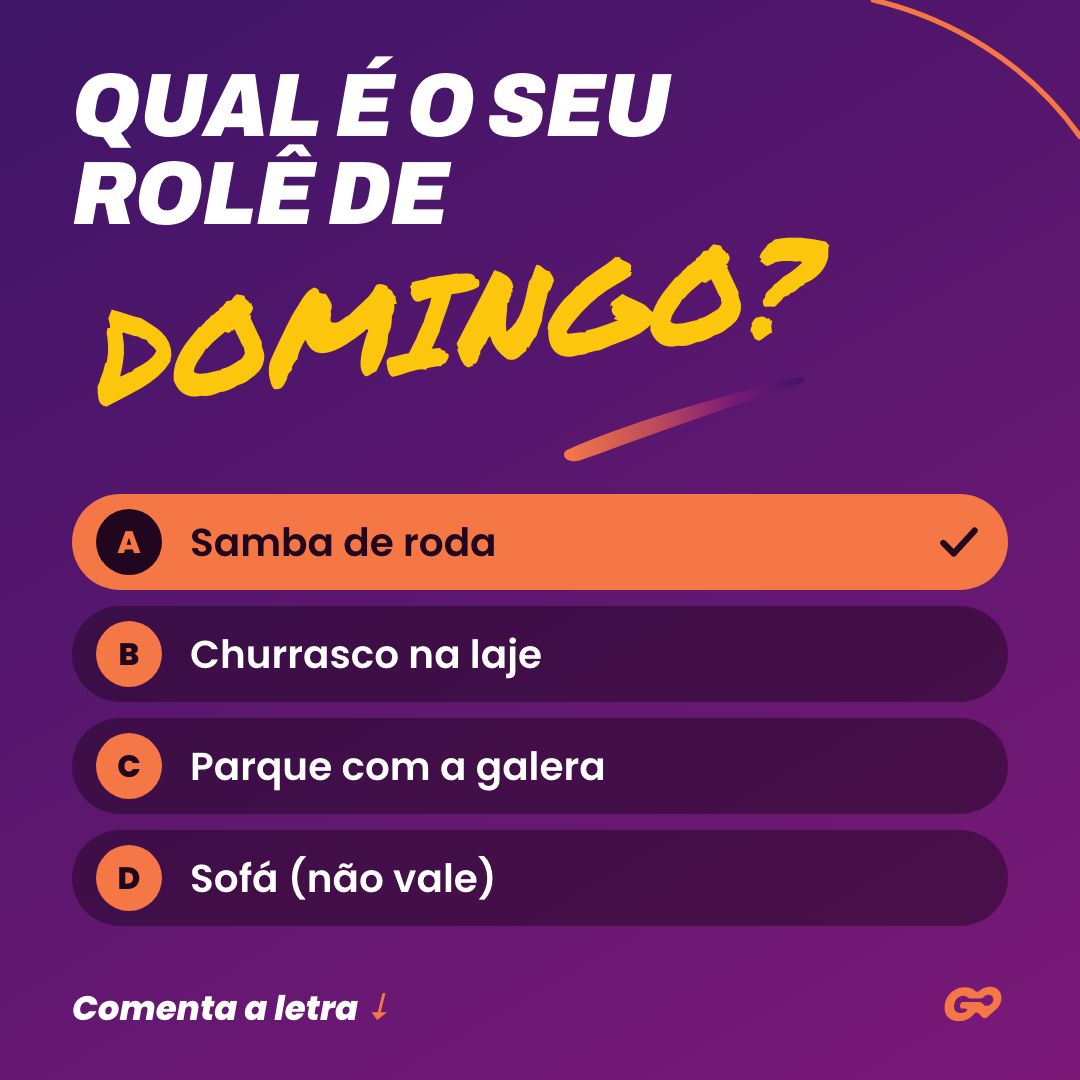 QUAL É O SEU
ROLÊ DE
DOMINGO?
A Samba de roda
B Churrasco na laje
C Parque com a galera
D Sofá (não vale)
Comenta a letra ↓
GO